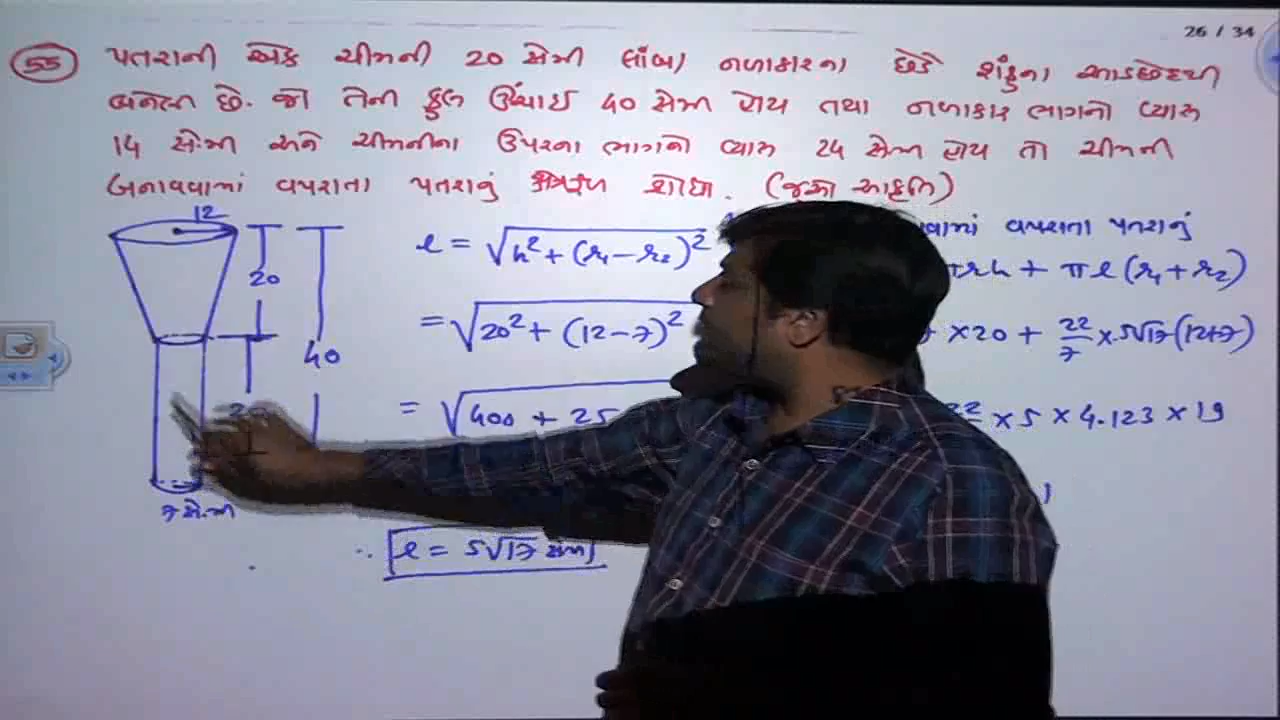 26 / 34
55 પતરાની એક ચીમની 20 સેમી લાંબા નળાકારના છેડે શંકુના આડછેદથી
બનેલી છે. જો તેની કુલ ઊંચાઇ 40 સેમી હોય તથા નળાકાર ભાગનો વ્યાસ
14 સે.મી અને ચીમનીના ઉપરના ભાગનો વ્યાસ 24 સેમી હોય તો ચીમની
બનાવવામાં વપરાતા પતરાનું ક્ષેત્રફળ શોધો. (જૂઓ આકૃતિ)
12
20
40
7 સે.મી
l = √h² + (r₁ – r₂)²
= √20² + (12 – 7)²
= √400 + 25
∴ l = 5√17 સેમી
વપરાતા પતરાનું
πrh + πl (r₁ + r₂)
× 20 + 22/7 × 5√17 (12+7)
22 × 5 × 4.123 × 19